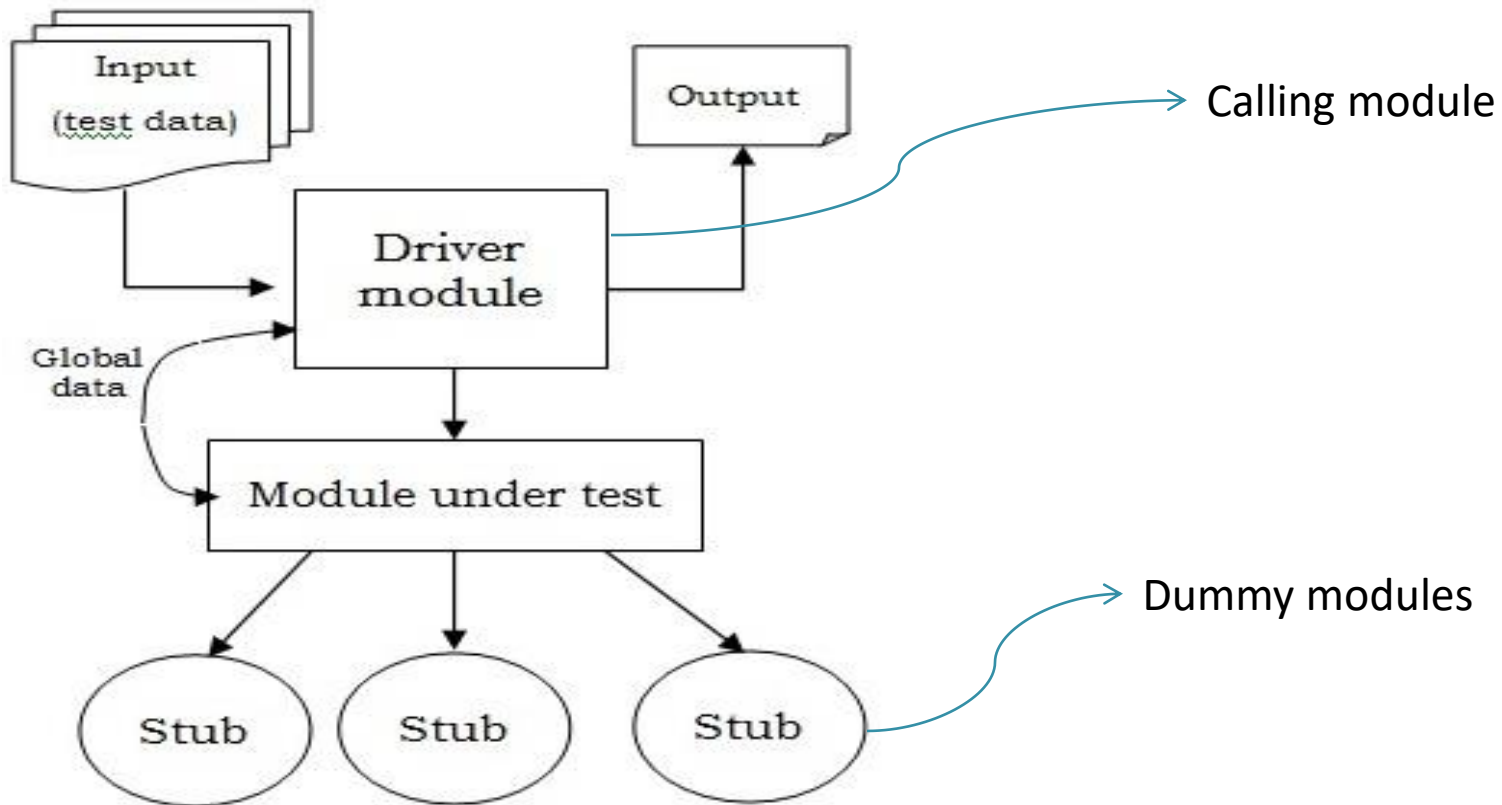 Input
(test data)
Output
Calling module
Driver
module
Global
data
Module under test
Dummy modules
Stub
Stub
Stub